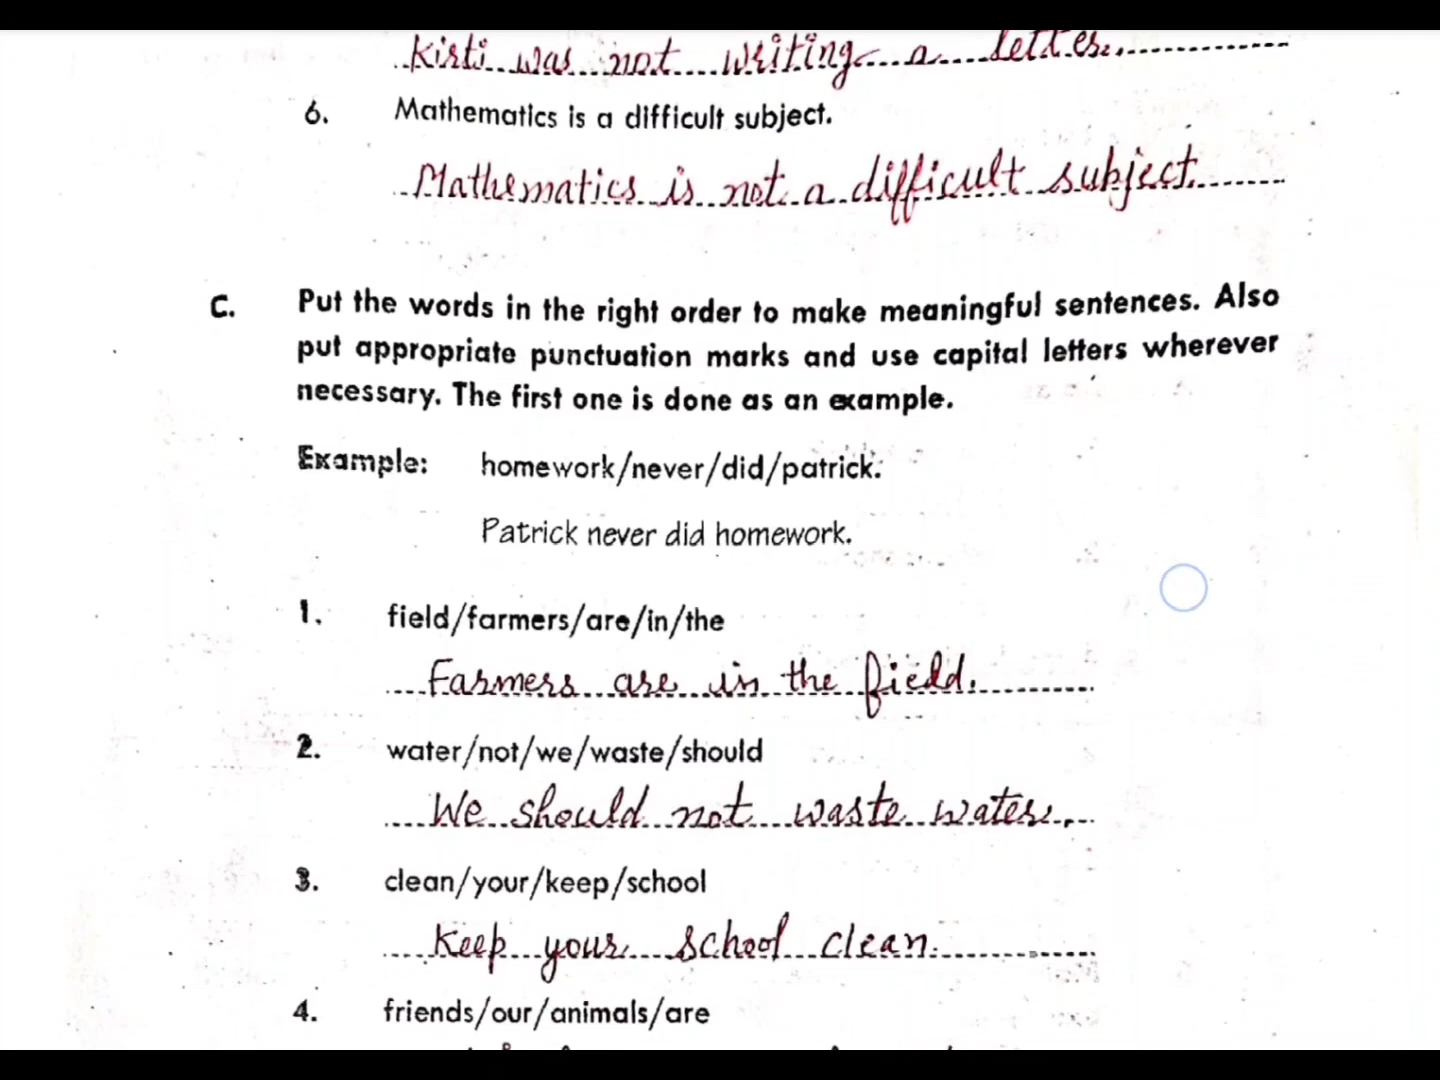 Kirti was not writing a letter.
6. Mathematics is a difficult subject.
Mathematics is not a difficult subject.
C. Put the words in the right order to make meaningful sentences. Also
put appropriate punctuation marks and use capital letters wherever
necessary. The first one is done as an example.
Example: homework/never/did/patrick.
Patrick never did homework.
1. field/farmers/are/in/the
Farmers are in the field.
2. water/not/we/waste/should
We should not waste water.
3. clean/your/keep/school
Keep your school clean.
4. friends/our/animals/are